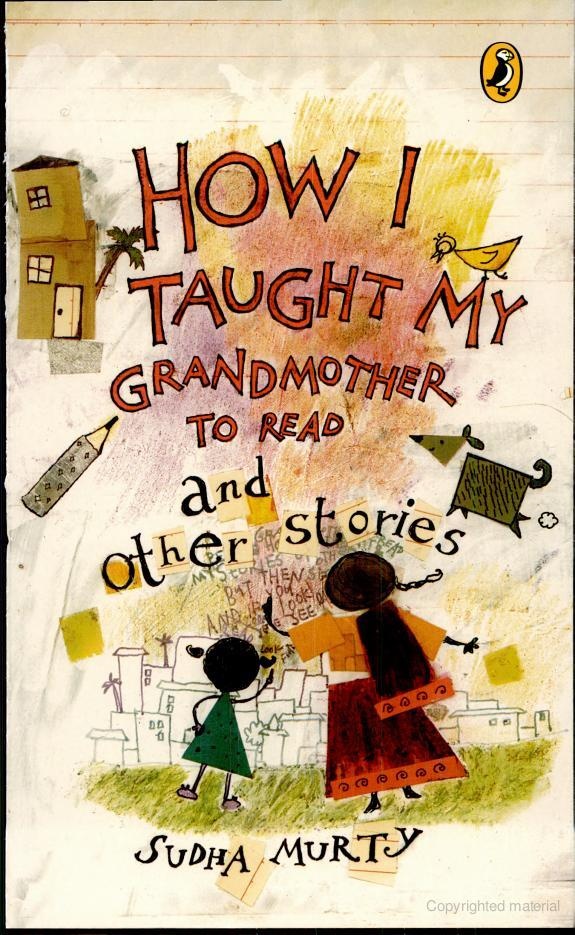 HOW I
TAUGHT MY
GRANDMOTHER
TO READ
and
other stories
SUDHA MURTY
Copyrighted material